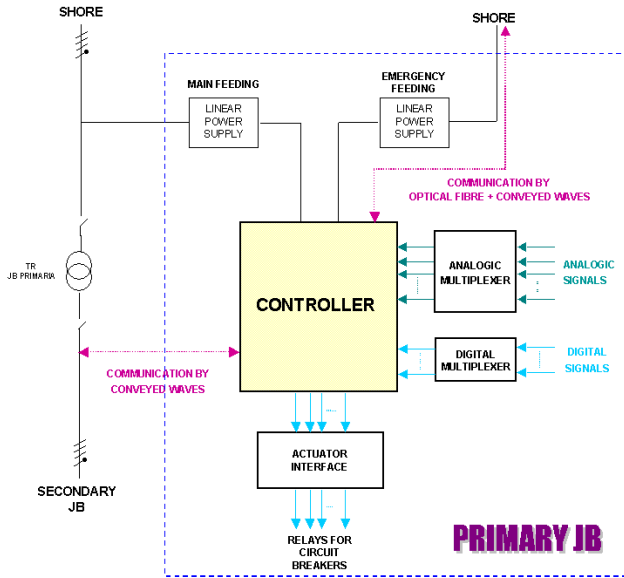 SHORE
SHORE
MAIN FEEDING
EMERGENCY
FEEDING
LINEAR
POWER
SUPPLY
LINEAR
POWER
SUPPLY
COMMUNICATION BY
OPTICAL FIBRE + CONVEYED WAVES
TR
JB PRIMARIA
CONTROLLER
ANALOGIC
MULTIPLEXER
ANALOGIC
SIGNALS
COMMUNICATION BY
CONVEYED WAVES
DIGITAL
MULTIPLEXER
DIGITAL
SIGNALS
ACTUATOR
INTERFACE
SECONDARY
JB
RELAYS FOR
CIRCUIT
BREAKERS
PRIMARY JB